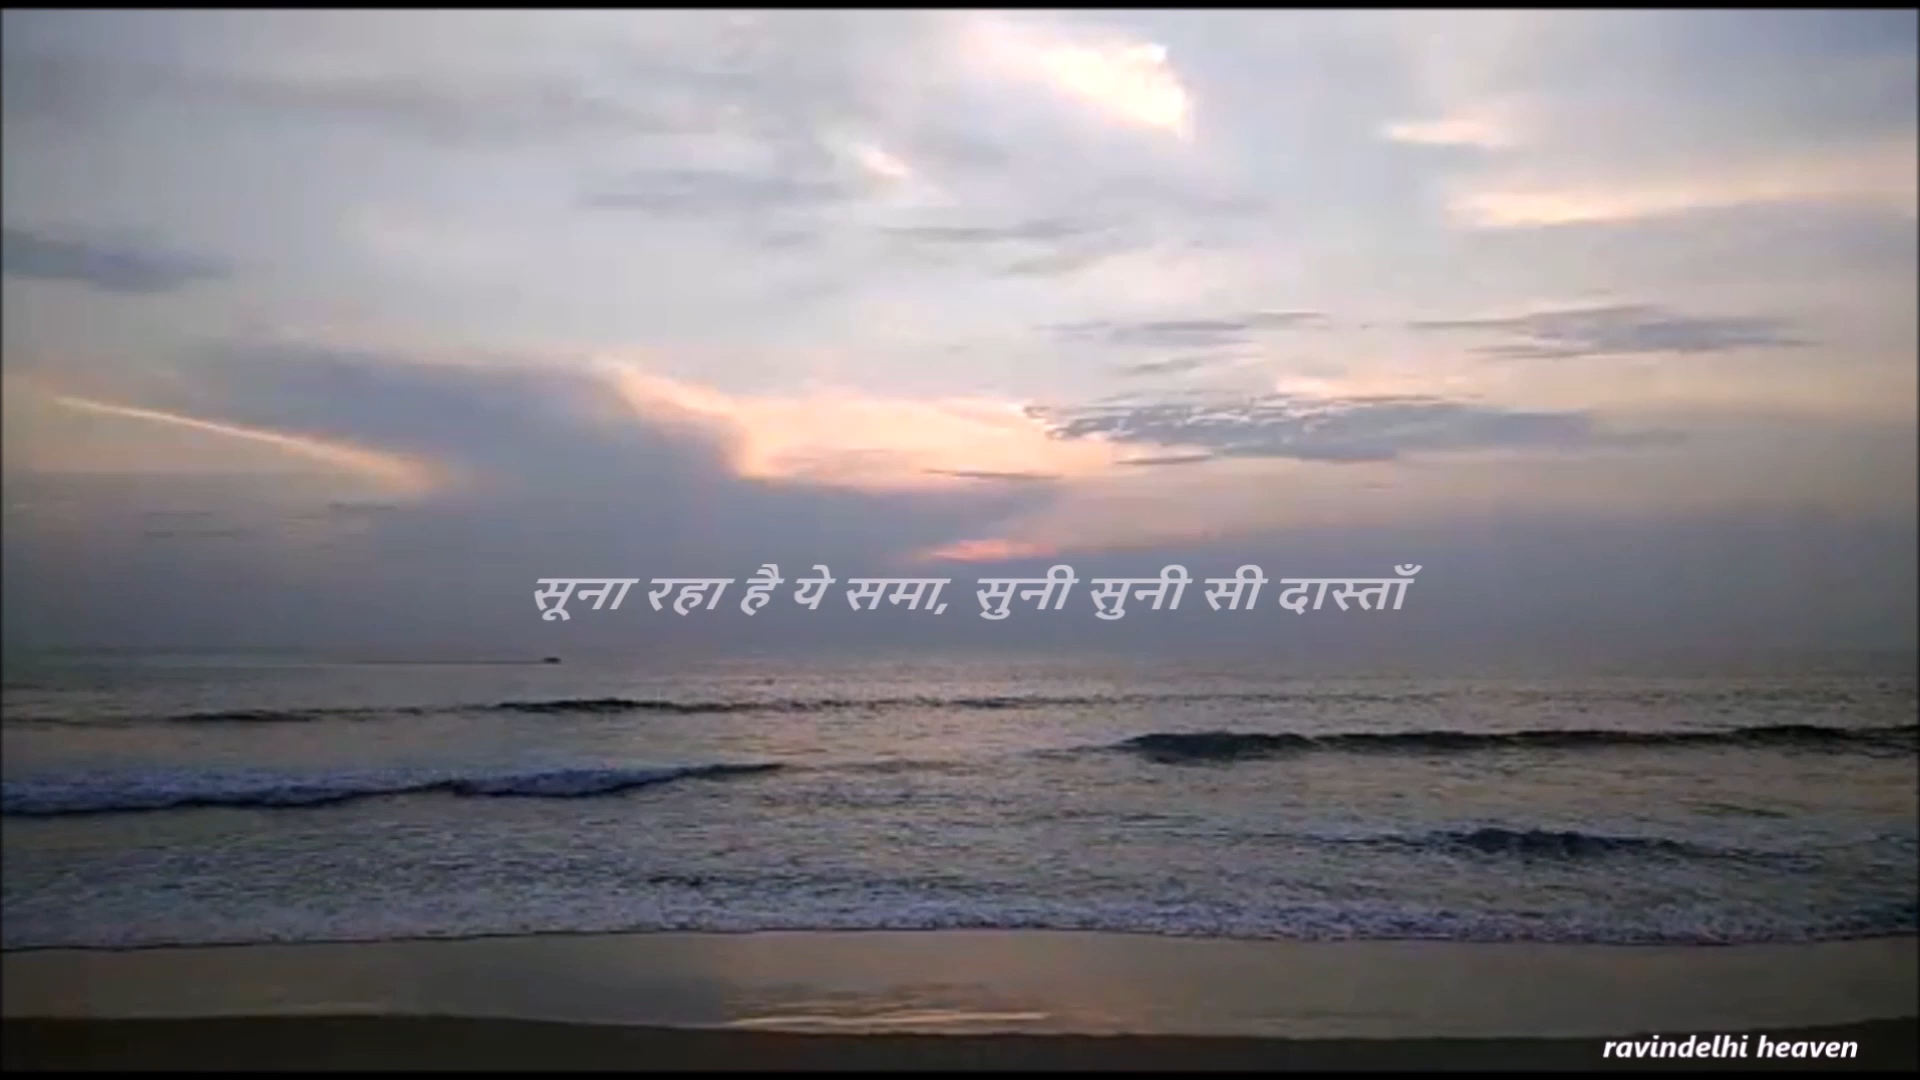 सूना रहा है ये समा, सुनी सुनी सी दास्ताँ
ravindelhi heaven